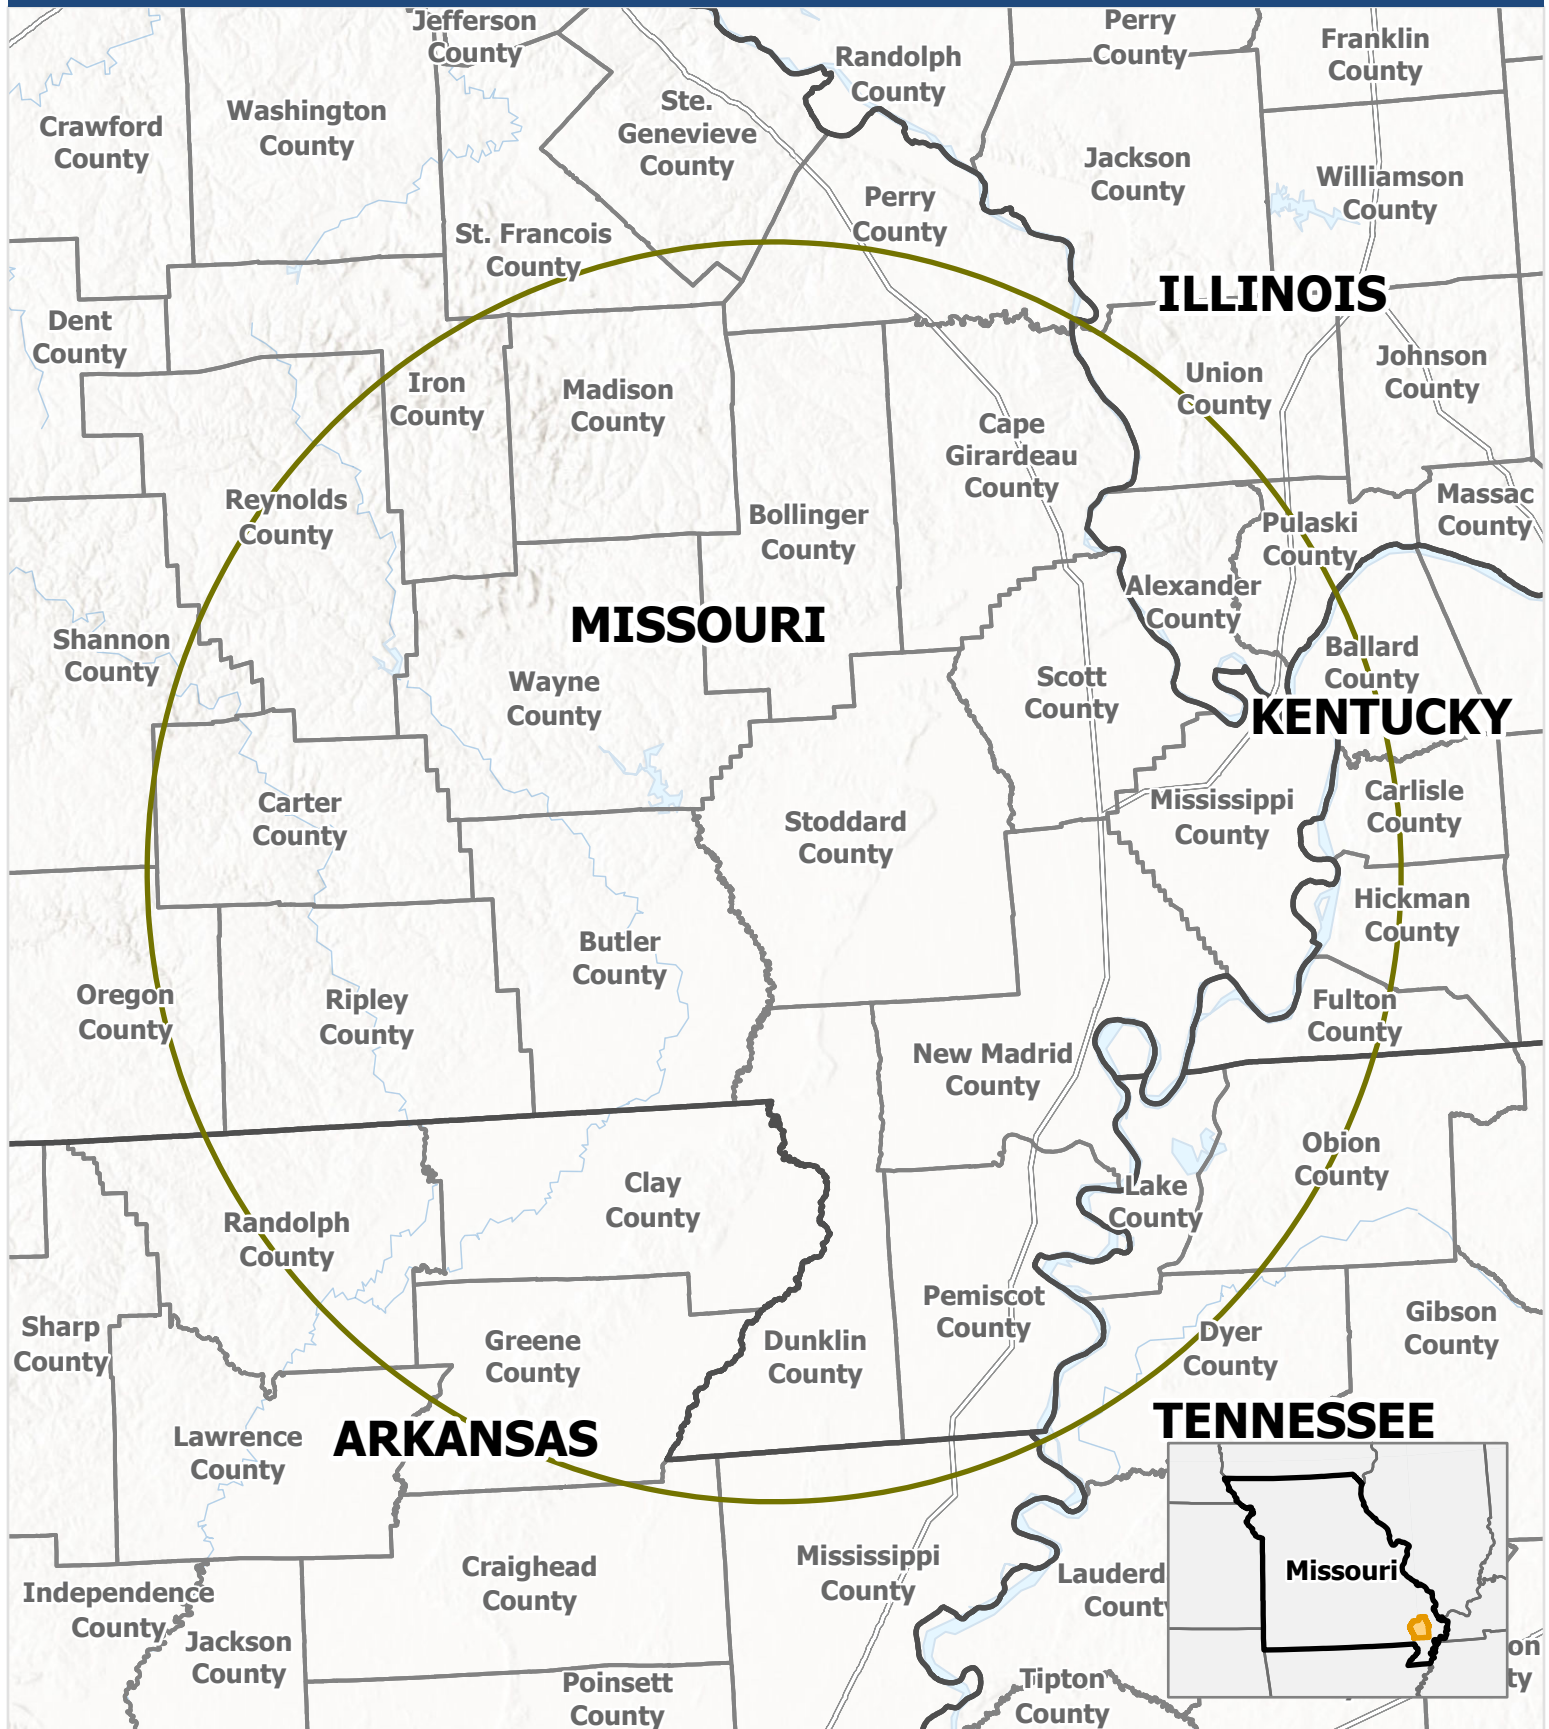 Jefferson
County
Perry
County
Franklin
County
Randolph
County
Ste.
Genevieve
County
Washington
County
Crawford
County
Jackson
County
Williamson
County
Perry
County
St. Francois
County
ILLINOIS
Dent
County
Johnson
County
Union
County
Iron
County
Madison
County
Cape
Girardeau
County
Reynolds
County
Bollinger
County
Massac
County
Pulaski
County
Alexander
County
MISSOURI
Shannon
County
Ballard
County
Wayne
County
Scott
County
KENTUCKY
Carter
County
Stoddard
County
Mississippi
County
Carlisle
County
Hickman
County
Butler
County
Oregon
County
Ripley
County
Fulton
County
New Madrid
County
Obion
County
Clay
County
Lake
County
Randolph
County
Pemiscot
County
Sharp
County
Greene
County
Dunklin
County
Dyer
County
Gibson
County
TENNESSEE
ARKANSAS
Lawrence
County
Craighead
County
Mississippi
County
Lauderd
Count
Missouri
Independence
County
Jackson
County
on
ty
Poinsett
County
Tipton
County